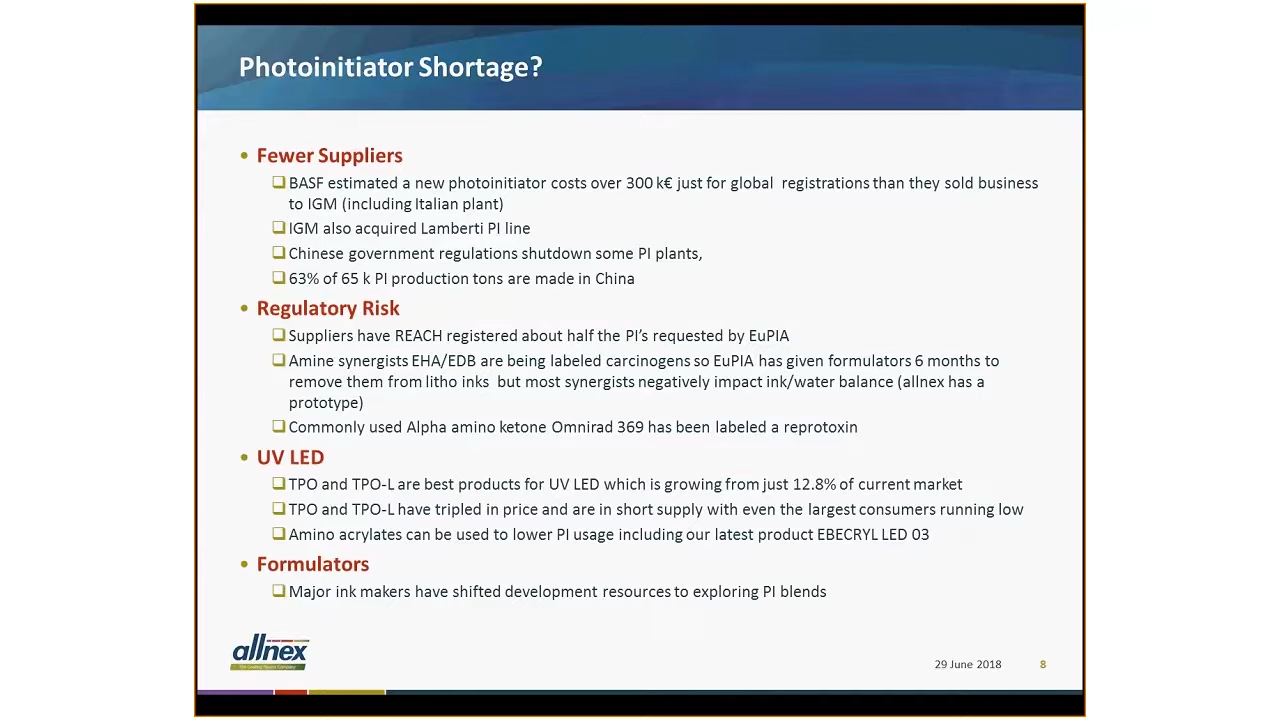 Photoinitiator Shortage?
• Fewer Suppliers
❑ BASF estimated a new photoinitiator costs over 300 k€ just for global registrations than they sold business
to IGM (including Italian plant)
❑ IGM also acquired Lamberti PI line
❑ Chinese government regulations shutdown some PI plants,
❑ 63% of 65 k PI production tons are made in China
• Regulatory Risk
❑ Suppliers have REACH registered about half the PI's requested by EuPIA
❑ Amine synergists EHA/EDB are being labeled carcinogens so EuPIA has given formulators 6 months to
remove them from litho inks but most synergists negatively impact ink/water balance (allnex has a
prototype)
❑ Commonly used Alpha amino ketone Omnirad 369 has been labeled a reprotoxin
• UV LED
❑ TPO and TPO-L are best products for UV LED which is growing from just 12.8% of current market
❑ TPO and TPO-L have tripled in price and are in short supply with even the largest consumers running low
❑ Amino acrylates can be used to lower PI usage including our latest product EBECRYL LED 03
• Formulators
❑ Major ink makers have shifted development resources to exploring PI blends
allnex
29 June 2018
8